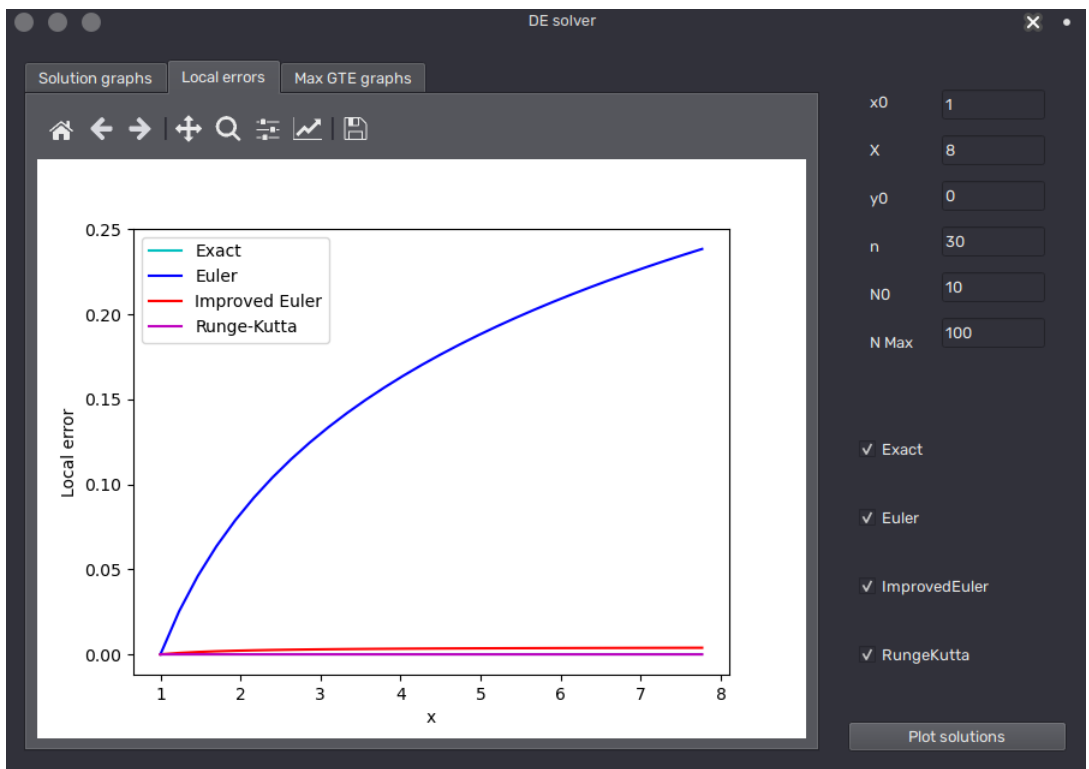 DE solver
Solution graphs Local errors Max GTE graphs
x0 1
X 8
y0 0
n 30
N0 10
N Max 100
Exact
Euler
ImprovedEuler
RungeKutta
Plot solutions
0.25
0.20
0.15
0.10
0.05
0.00
Local error
Exact
Euler
Improved Euler
Runge-Kutta
1 2 3 4 5 6 7 8
x